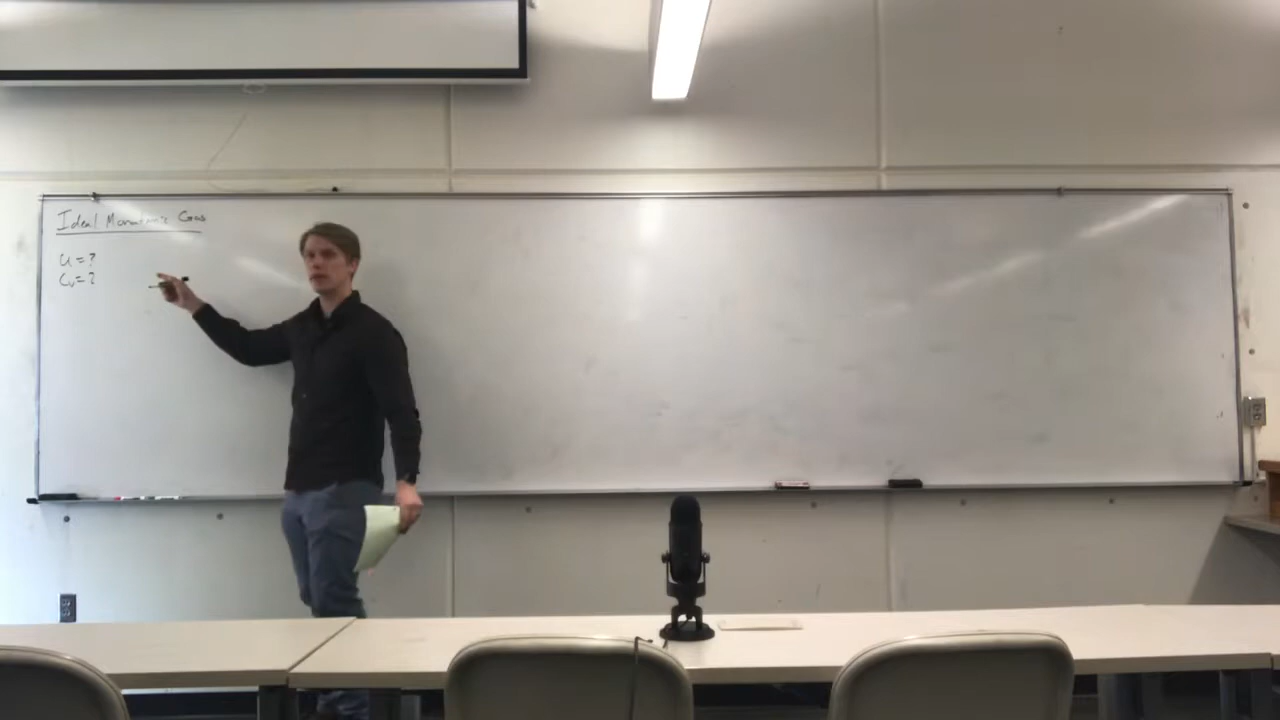 Ideal Monatomic Gas
U = ?
Cv = ?